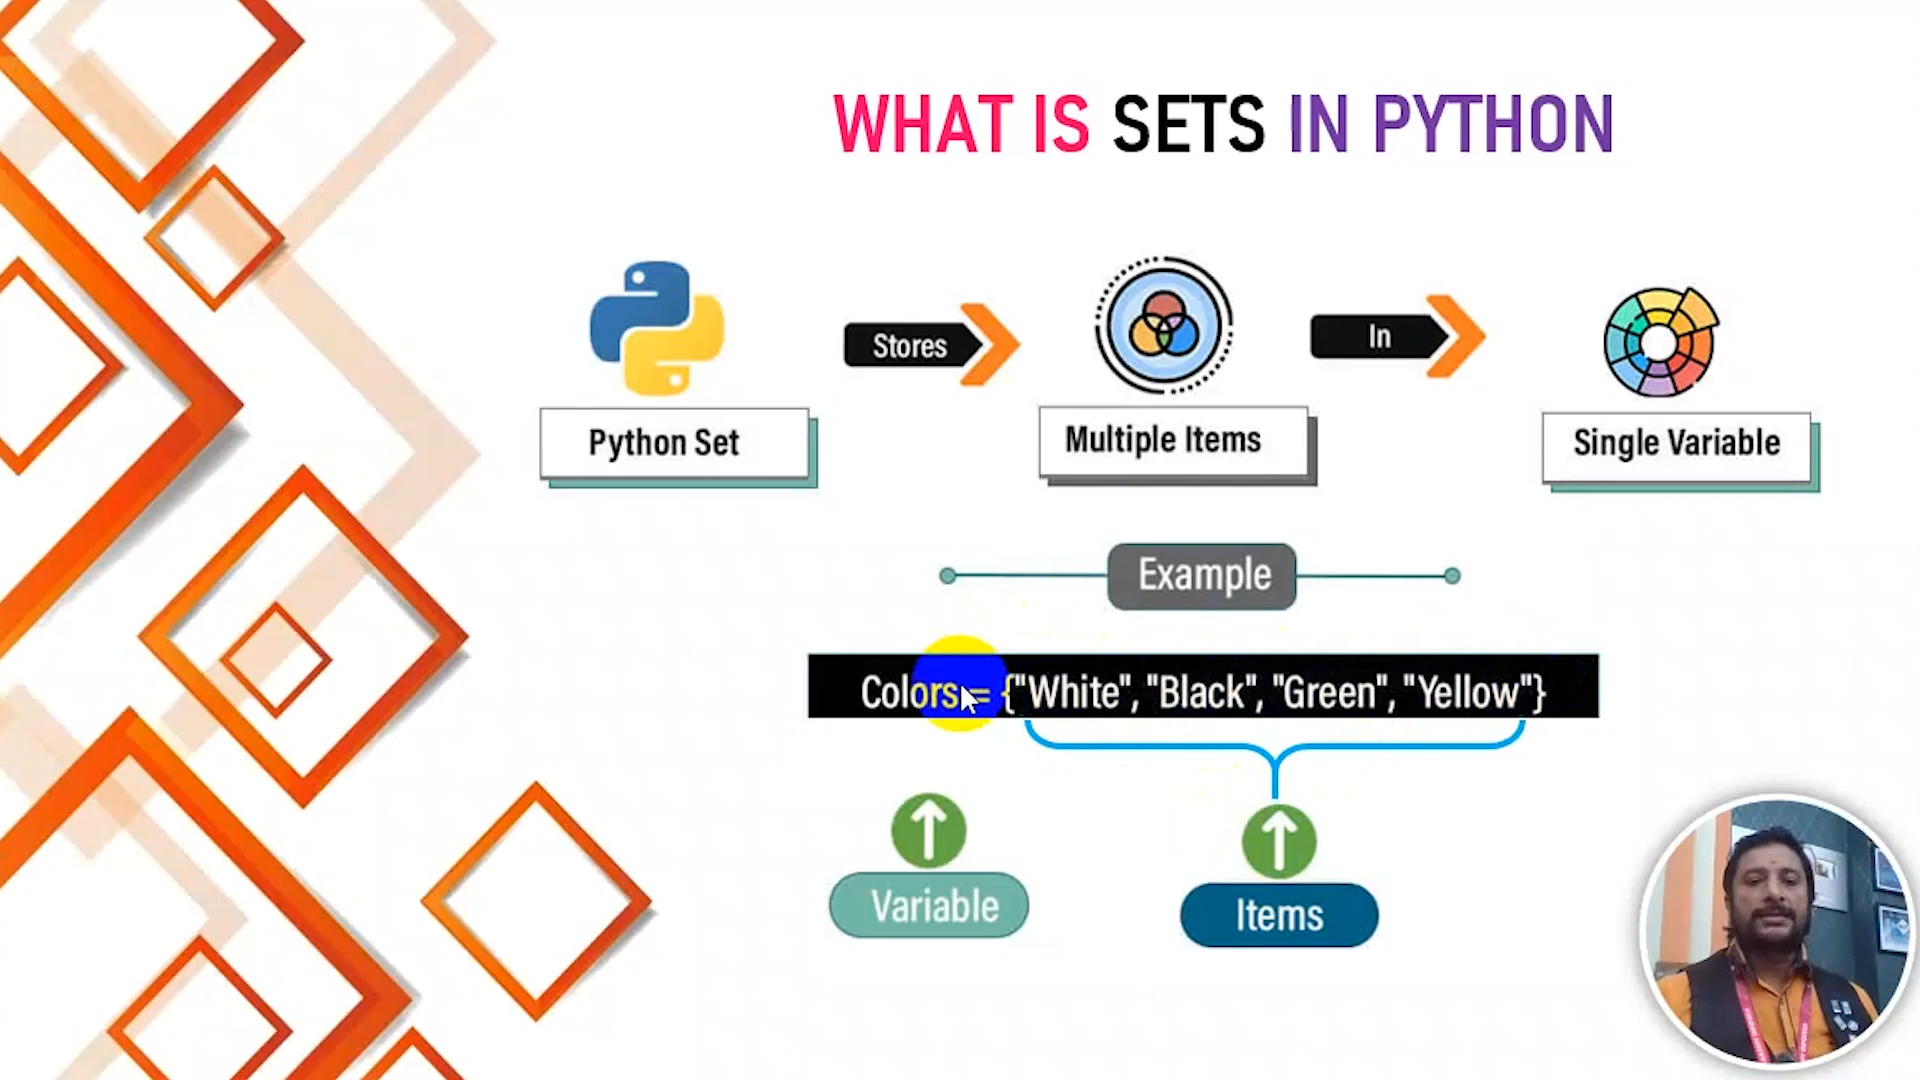 WHAT IS SETS IN PYTHON
Stores
In
Python Set
Multiple Items
Single Variable
Example
Colors = {"White", "Black", "Green", "Yellow"}
Variable
Items